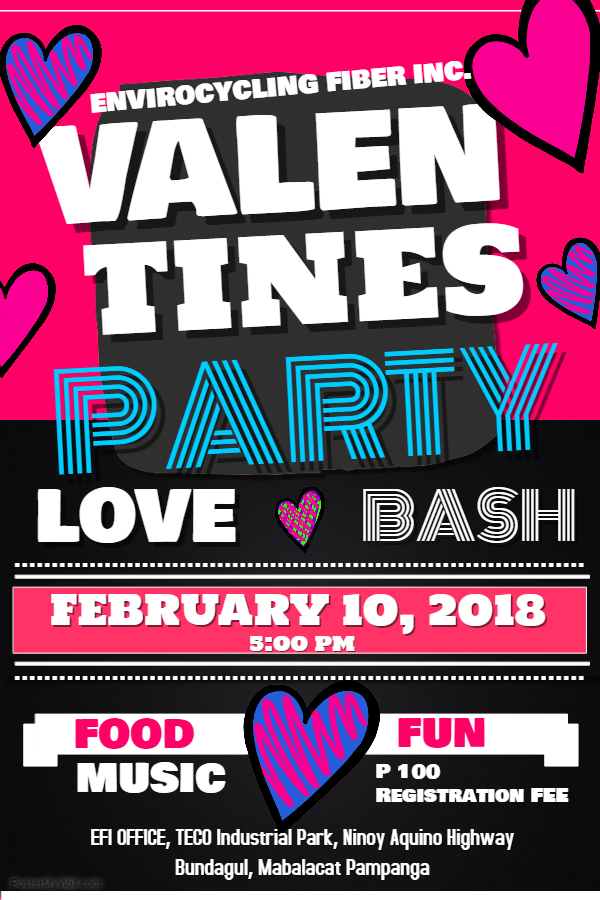 ENVIROCYCLING FIBER INC.
VALEN
TINES
PARTY
LOVE BASH
FEBRUARY 10, 2018
5:00 PM
FOOD FUN
MUSIC
P 100
REGISTRATION FEE
EFI OFFICE, TECO Industrial Park, Ninoy Aquino Highway
Bundagul, Mabalacat Pampanga
PosterMyWall.com